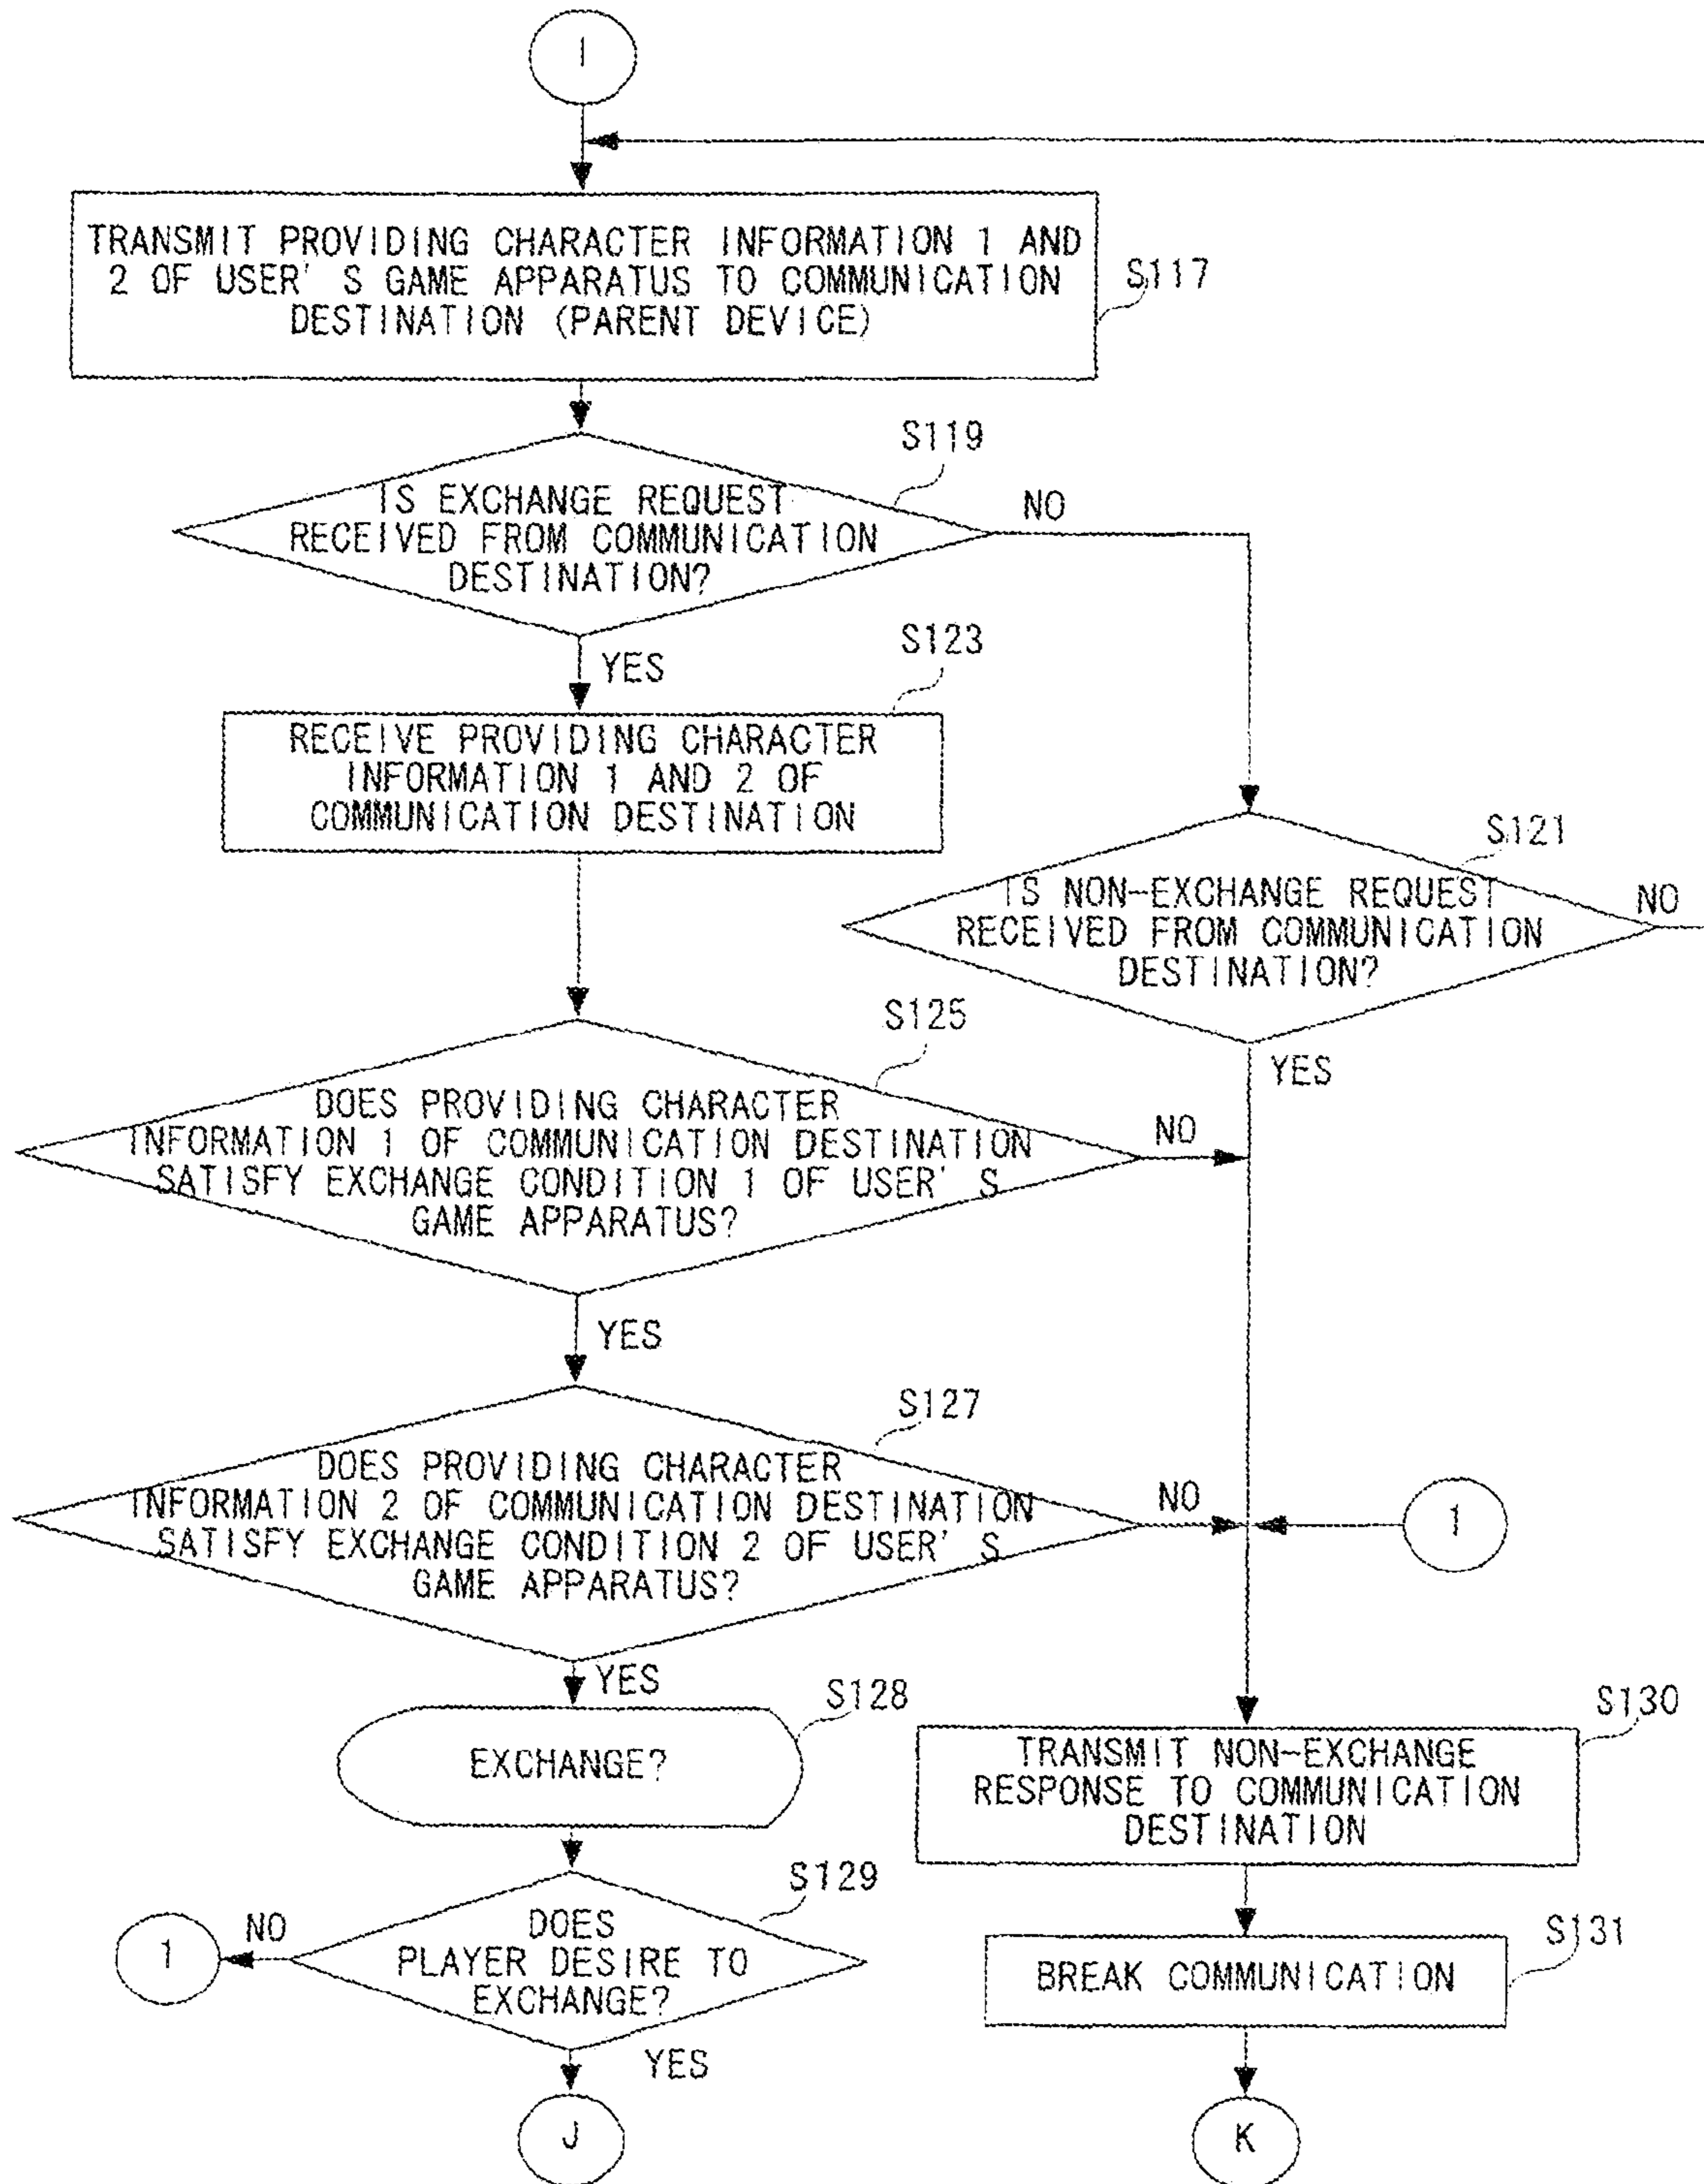 I
TRANSMIT PROVIDING CHARACTER INFORMATION 1 AND
2 OF USER'S GAME APPARATUS TO COMMUNICATION
DESTINATION (PARENT DEVICE)
S117
S119
IS EXCHANGE REQUEST
RECEIVED FROM COMMUNICATION
DESTINATION?
NO
YES
S123
RECEIVE PROVIDING CHARACTER
INFORMATION 1 AND 2 OF
COMMUNICATION DESTINATION
S121
IS NON-EXCHANGE REQUEST
RECEIVED FROM COMMUNICATION
DESTINATION?
NO
YES
S125
DOES PROVIDING CHARACTER
INFORMATION 1 OF COMMUNICATION DESTINATION
SATISFY EXCHANGE CONDITION 1 OF USER'S
GAME APPARATUS?
NO
YES
S127
DOES PROVIDING CHARACTER
INFORMATION 2 OF COMMUNICATION DESTINATION
SATISFY EXCHANGE CONDITION 2 OF USER'S
GAME APPARATUS?
NO
1
YES
S128
EXCHANGE?
S130
TRANSMIT NON-EXCHANGE
RESPONSE TO COMMUNICATION
DESTINATION
S129
DOES
PLAYER DESIRE TO
EXCHANGE?
NO
1
YES
S131
BREAK COMMUNICATION
J
K